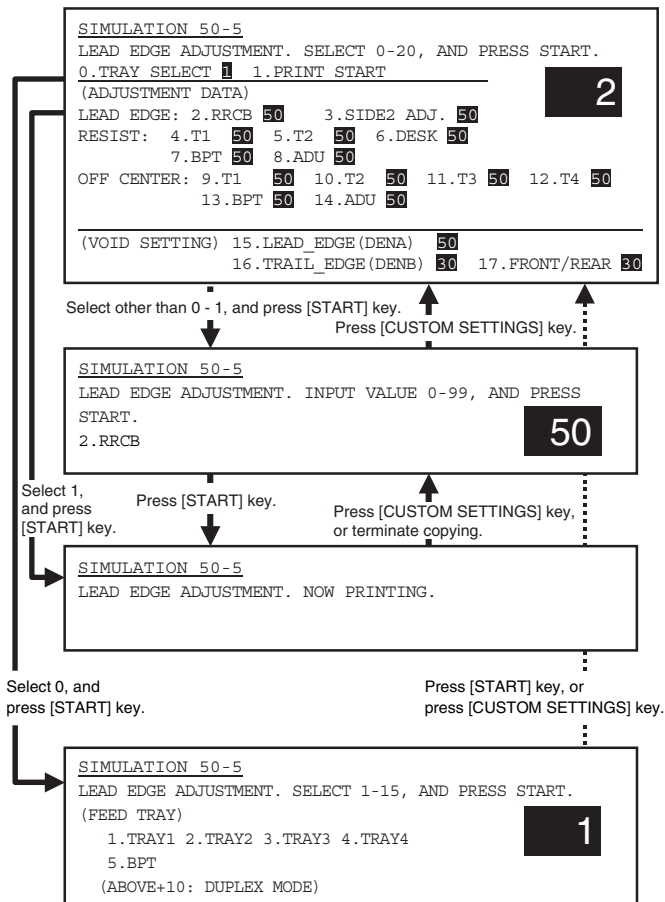 SIMULATION 50-5
LEAD EDGE ADJUSTMENT. SELECT 0-20, AND PRESS START.
0.TRAY SELECT 1 1.PRINT START
2
(ADJUSTMENT DATA)
LEAD EDGE: 2.RRCB 50 3.SIDE2 ADJ. 50
RESIST: 4.T1 50 5.T2 50 6.DESK 50
7.BPT 50 8.ADU 50
OFF CENTER: 9.T1 50 10.T2 50 11.T3 50 12.T4 50
13.BPT 50 14.ADU 50
(VOID SETTING) 15.LEAD_EDGE(DENA) 50
16.TRAIL_EDGE(DENB) 30 17.FRONT/REAR 30
Select other than 0 - 1, and press [START] key.
Press [CUSTOM SETTINGS] key.
SIMULATION 50-5
LEAD EDGE ADJUSTMENT. INPUT VALUE 0-99, AND PRESS
START.
2.RRCB
50
Select 1,
and press
[START] key.
Press [START] key.
Press [CUSTOM SETTINGS] key,
or terminate copying.
SIMULATION 50-5
LEAD EDGE ADJUSTMENT. NOW PRINTING.
Select 0, and
press [START] key.
Press [START] key, or
press [CUSTOM SETTINGS] key.
SIMULATION 50-5
LEAD EDGE ADJUSTMENT. SELECT 1-15, AND PRESS START.
(FEED TRAY)
1.TRAY1 2.TRAY2 3.TRAY3 4.TRAY4
1
5.BPT
(ABOVE+10: DUPLEX MODE)